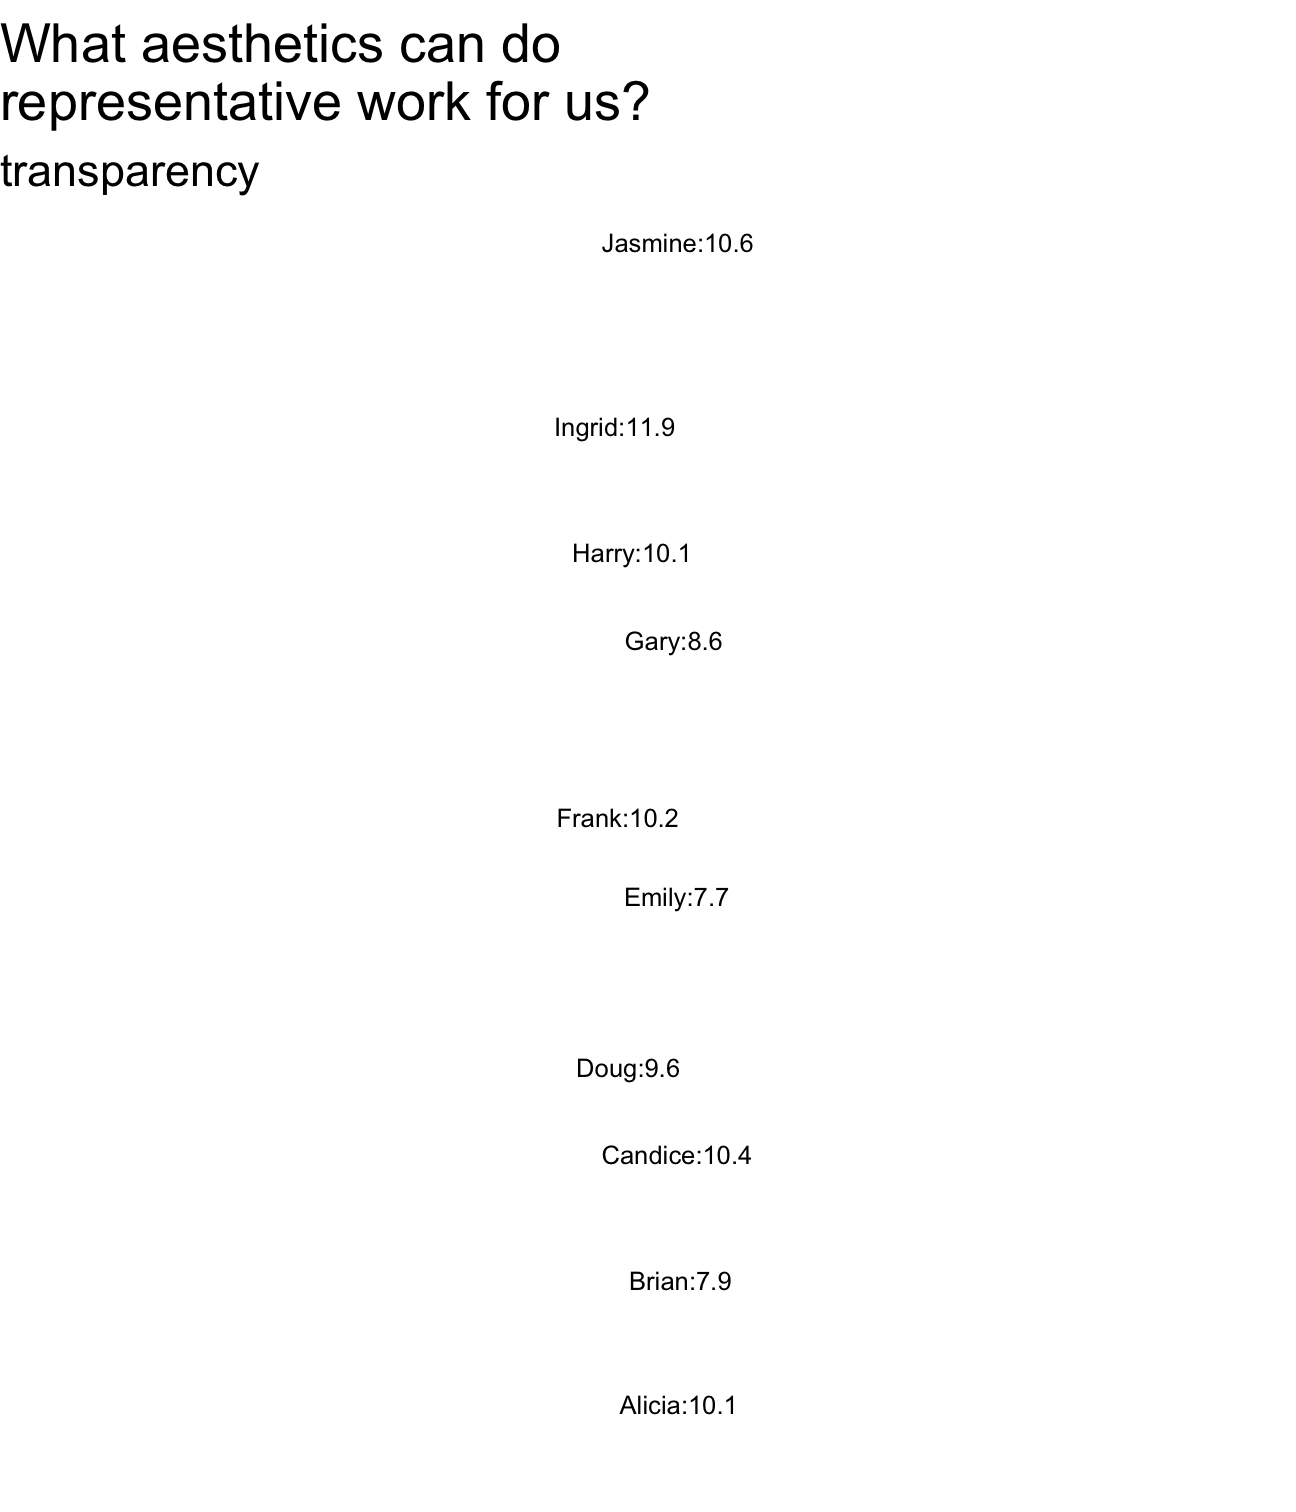 What aesthetics can do
representative work for us?
transparency
Jasmine:10.6
Ingrid:11.9
Harry:10.1
Gary:8.6
Frank:10.2
Emily:7.7
Doug:9.6
Candice:10.4
Brian:7.9
Alicia:10.1